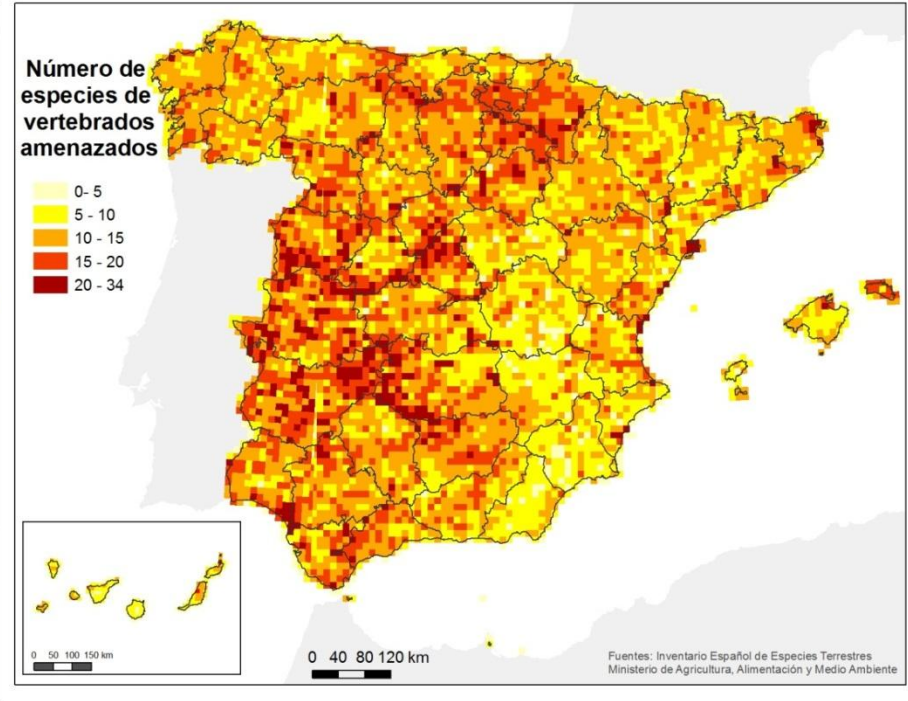 Número de
especies de
vertebrados
amenazados
0- 5
5 - 10
10 - 15
15 - 20
20 - 34
0 50 100 150 km
0 40 80 120 km
Fuentes: Inventario Español de Especies Terrestres
Ministerio de Agricultura, Alimentación y Medio Ambiente